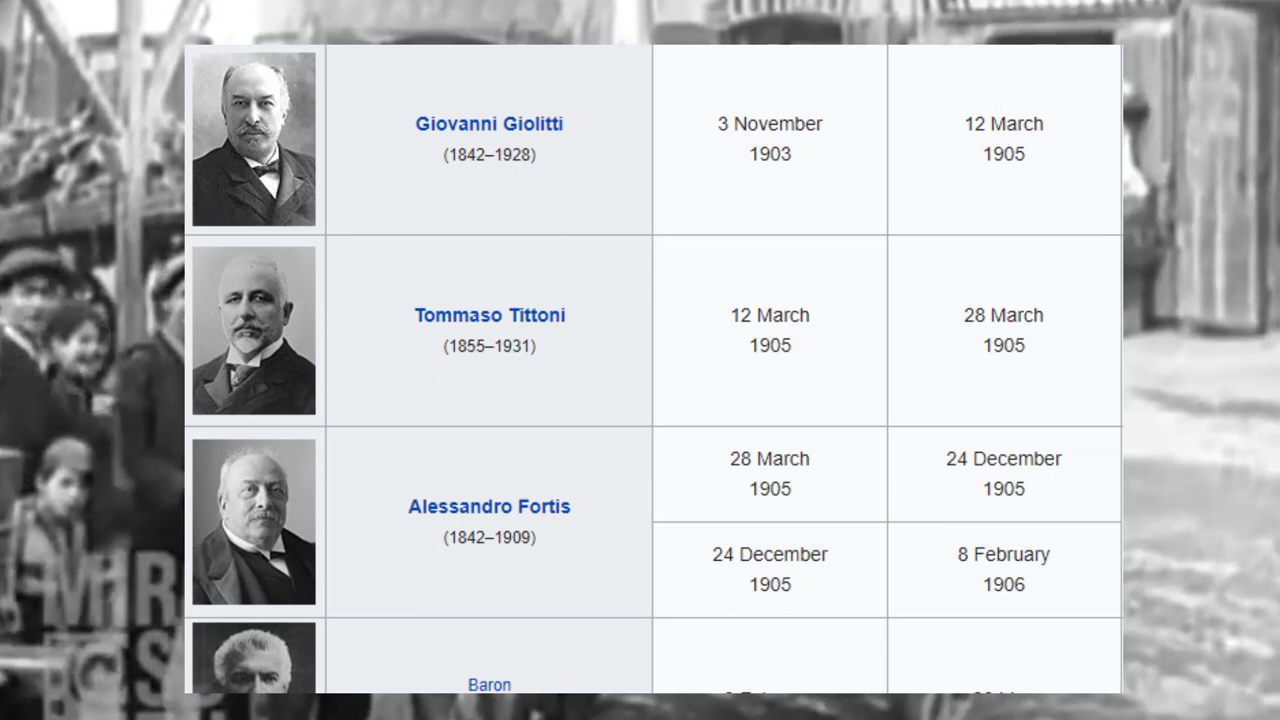 Giovanni Giolitti
(1842–1928)
3 November
1903
12 March
1905
Tommaso Tittoni
(1855–1931)
12 March
1905
28 March
1905
Alessandro Fortis
(1842–1909)
28 March
1905
24 December
1905
24 December
1905
8 February
1906
Baron